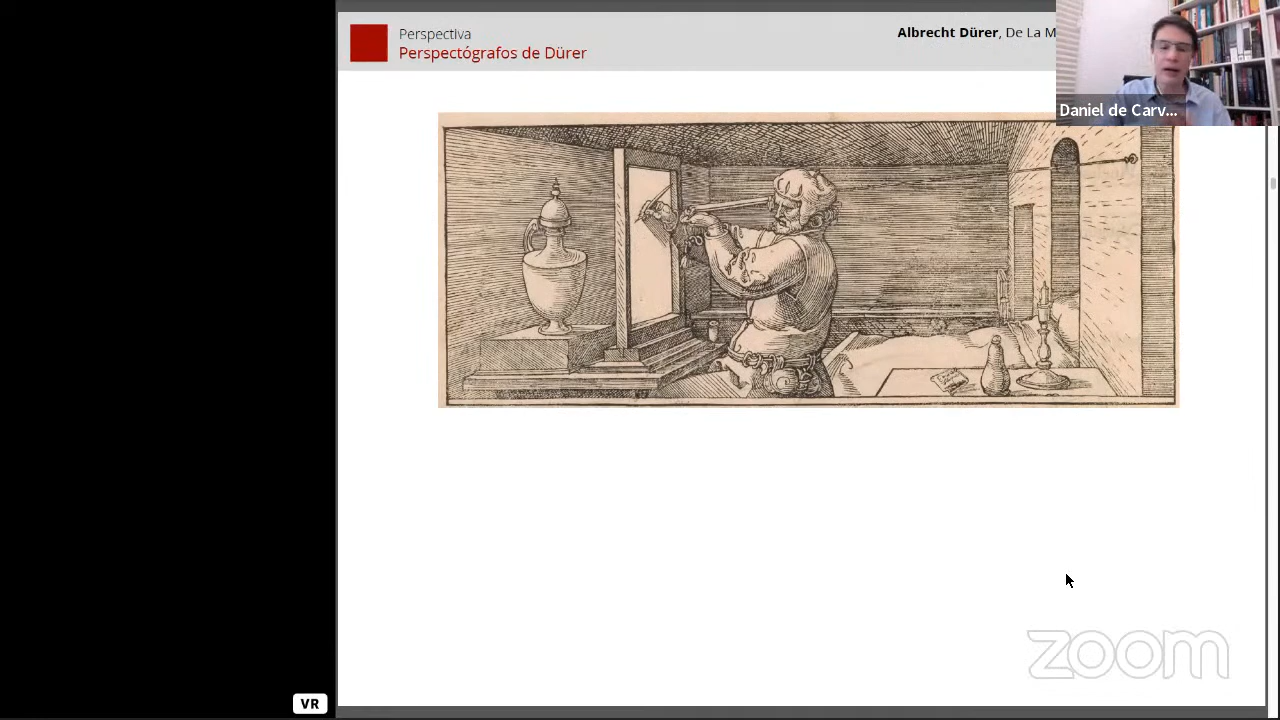 Perspectiva
Perspectógrafos de Dürer
Albrecht Dürer, De La M
Daniel de Carv...
zoom
VR